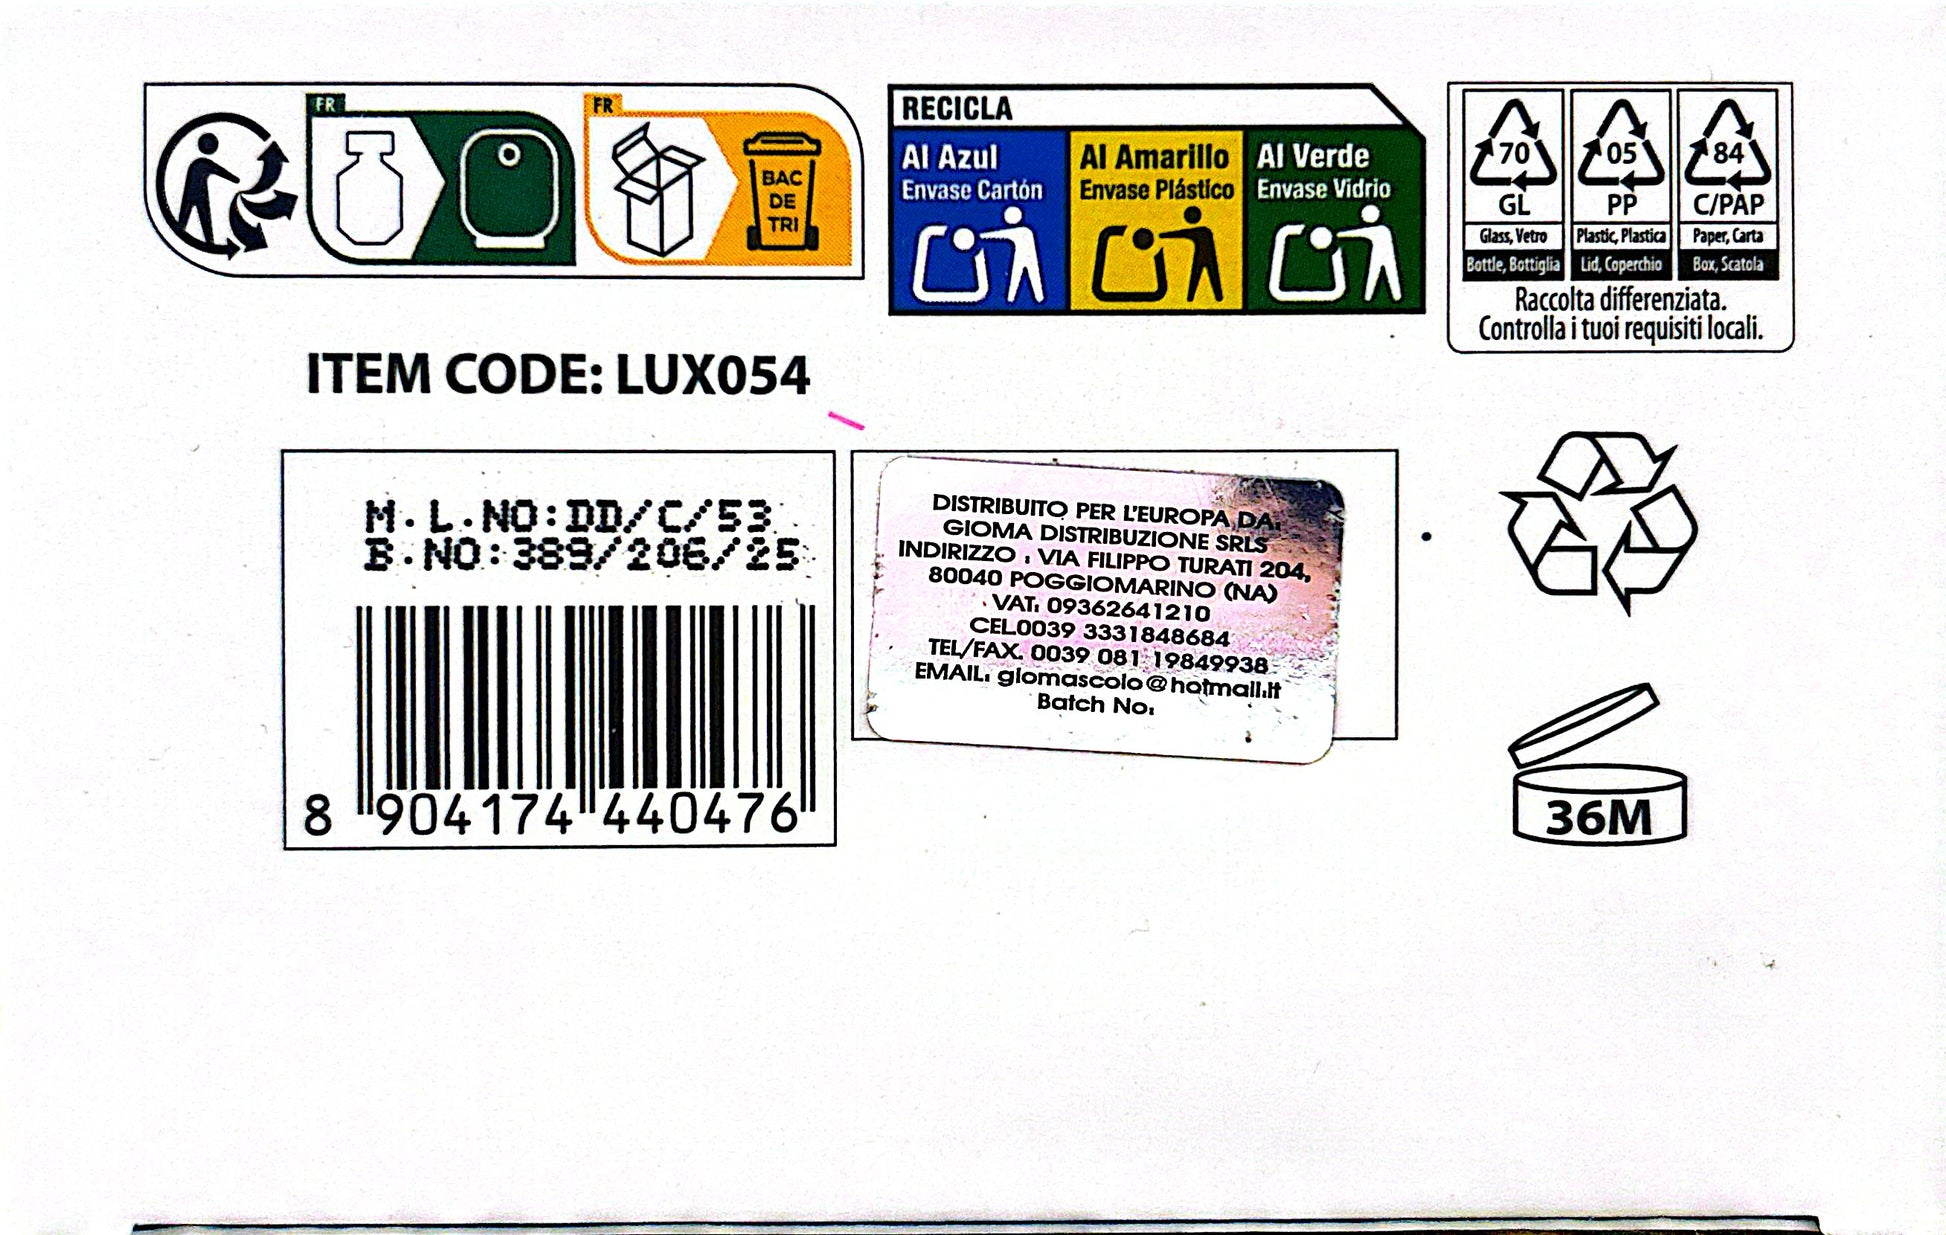 FR
FR
BAC
DE
TRI
RECICLA
Al Azul
Envase Cartón
Al Amarillo
Envase Plástico
Al Verde
Envase Vidrio
70
GL
Glass, Vetro
Bottle, Bottiglia
05
PP
Plastic, Plastica
Lid, Coperchio
84
C/PAP
Paper, Carta
Box, Scatola
Raccolta differenziata.
Controlla i tuoi requisiti locali.
ITEM CODE: LUX054
M.L.NO:DD/C/53
B.NO:389/206/25
8 904174 440476
DISTRIBUITO PER L'EUROPA DA:
GIOMA DISTRIBUZIONE SRLS
INDIRIZZO : VIA FILIPPO TURATI 204,
80040 POGGIOMARINO (NA)
VAT: 09362641210
CEL.0039 3331848684
TEL/FAX. 0039 081 19849938
EMAIL: giomascolo@hotmail.it
Batch No:
36M